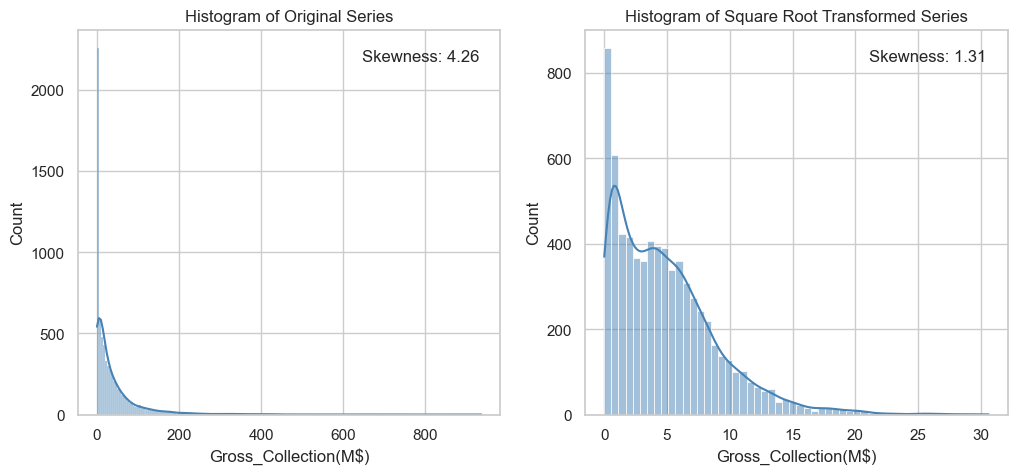 Histogram of Original Series
Skewness: 4.26
2000
1500
1000
500
0
Count
0 200 400 600 800
Gross_Collection(M$)
Histogram of Square Root Transformed Series
Skewness: 1.31
800
600
400
200
0
Count
0 5 10 15 20 25 30
Gross_Collection(M$)